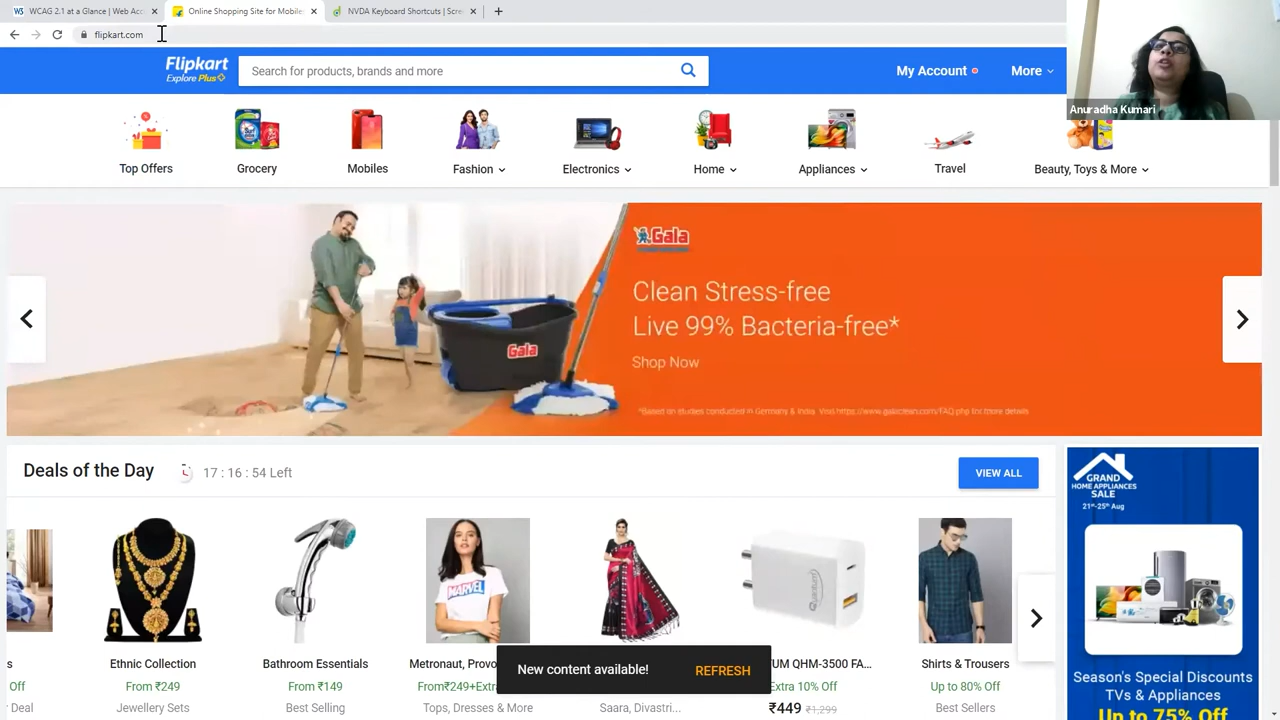 WCAG 2.1 at a Glance | Web Acc
Online Shopping Site for Mobiles
NVDA Keyboard Shortcuts | Scre
flipkart.com
Flipkart
Explore Plus
Search for products, brands and more
My Account
More
Anuradha Kumari
Top Offers
Grocery
Mobiles
Fashion
Electronics
Home
Appliances
Travel
Beauty, Toys & More
Gala
Clean Stress-free
Live 99% Bacteria-free*
Shop Now
Gala
*Based on studies conducted in Germany & India. Visit https://www.galaclean.com/FAQ.php for more details
Deals of the Day
17 : 16 : 54 Left
VIEW ALL
GRAND
HOME APPLIANCES
SALE
21st-25th Aug
MARVEL
Quantum
s
Ethnic Collection
Bathroom Essentials
Metronaut, Provo
UM QHM-3500 FA...
Shirts & Trousers
Off
From ₹249
From ₹149
From₹249+Extr
Extra 10% Off
Up to 80% Off
Deal
Jewellery Sets
Best Selling
Tops, Dresses & More
Saara, Divastri...
₹449 ₹1,299
Best Sellers
New content available!
REFRESH
Season's Special Discounts
TVs & Appliances
Up to 75% Off